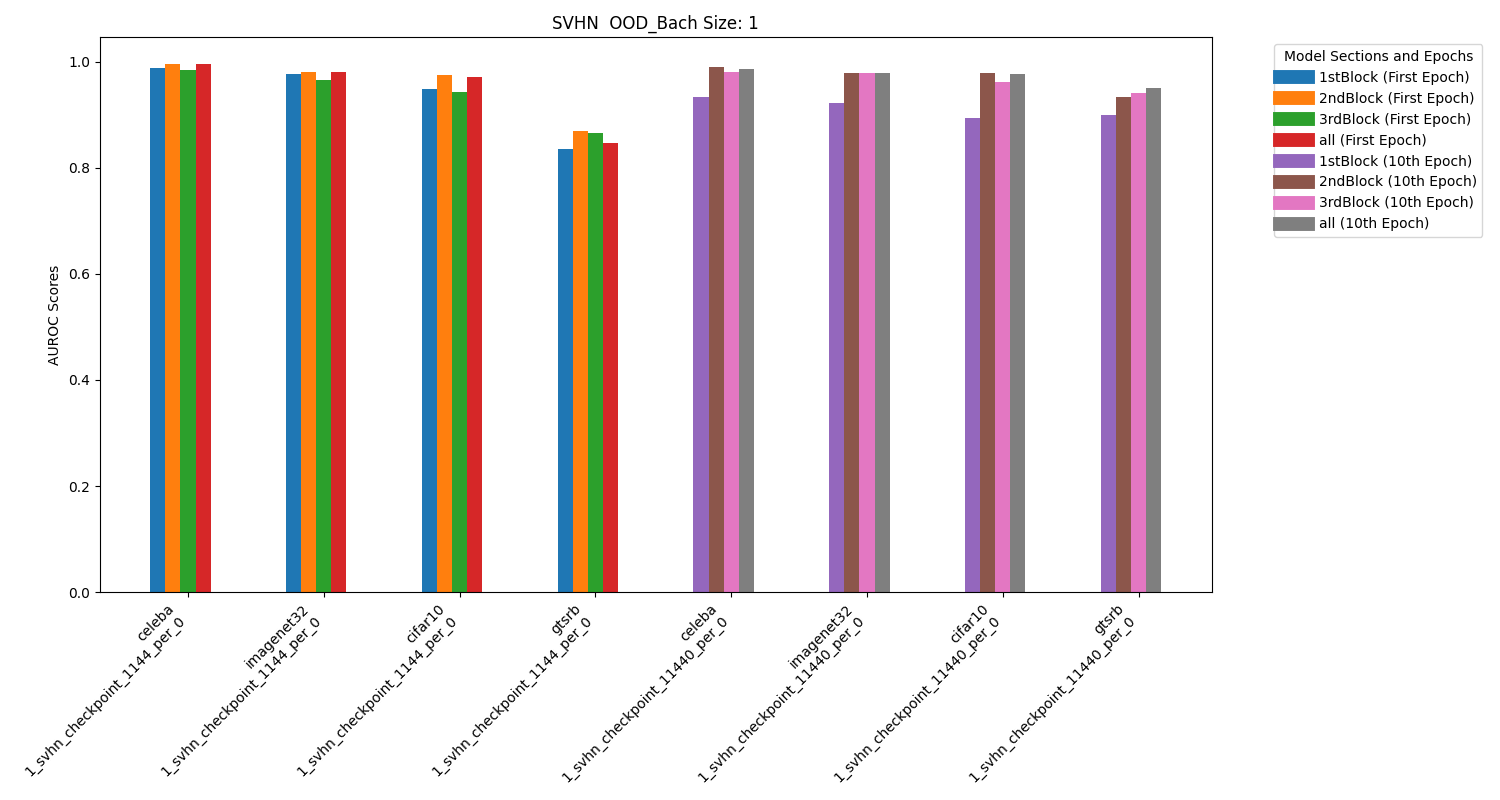 SVHN  OOD_Bach Size: 1
AUROC Scores
1.0
0.8
0.6
0.4
0.2
0.0
celeba
1_svhn_checkpoint_1144_per_0
imagenet32
1_svhn_checkpoint_1144_per_0
cifar10
1_svhn_checkpoint_1144_per_0
gtsrb
1_svhn_checkpoint_1144_per_0
celeba
1_svhn_checkpoint_11440_per_0
imagenet32
1_svhn_checkpoint_11440_per_0
cifar10
1_svhn_checkpoint_11440_per_0
gtsrb
1_svhn_checkpoint_11440_per_0
Model Sections and Epochs
1stBlock (First Epoch)
2ndBlock (First Epoch)
3rdBlock (First Epoch)
all (First Epoch)
1stBlock (10th Epoch)
2ndBlock (10th Epoch)
3rdBlock (10th Epoch)
all (10th Epoch)